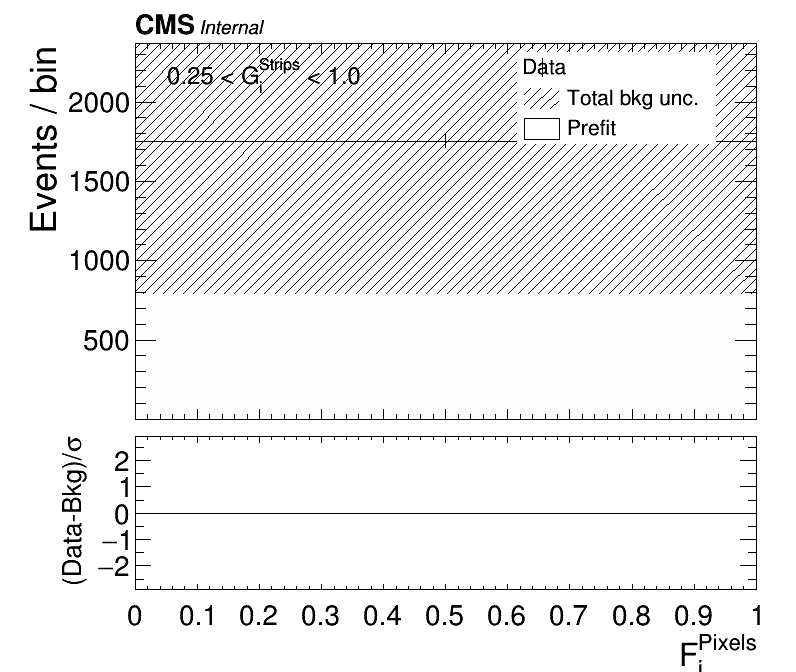 CMS Internal
0.25 < G_i^Strips < 1.0
Data
Total bkg unc.
Prefit
Events / bin
2000
1500
1000
500
(Data-Bkg)/σ
2
1
0
−1
−2
0 0.1 0.2 0.3 0.4 0.5 0.6 0.7 0.8 0.9 1
F_i^Pixels